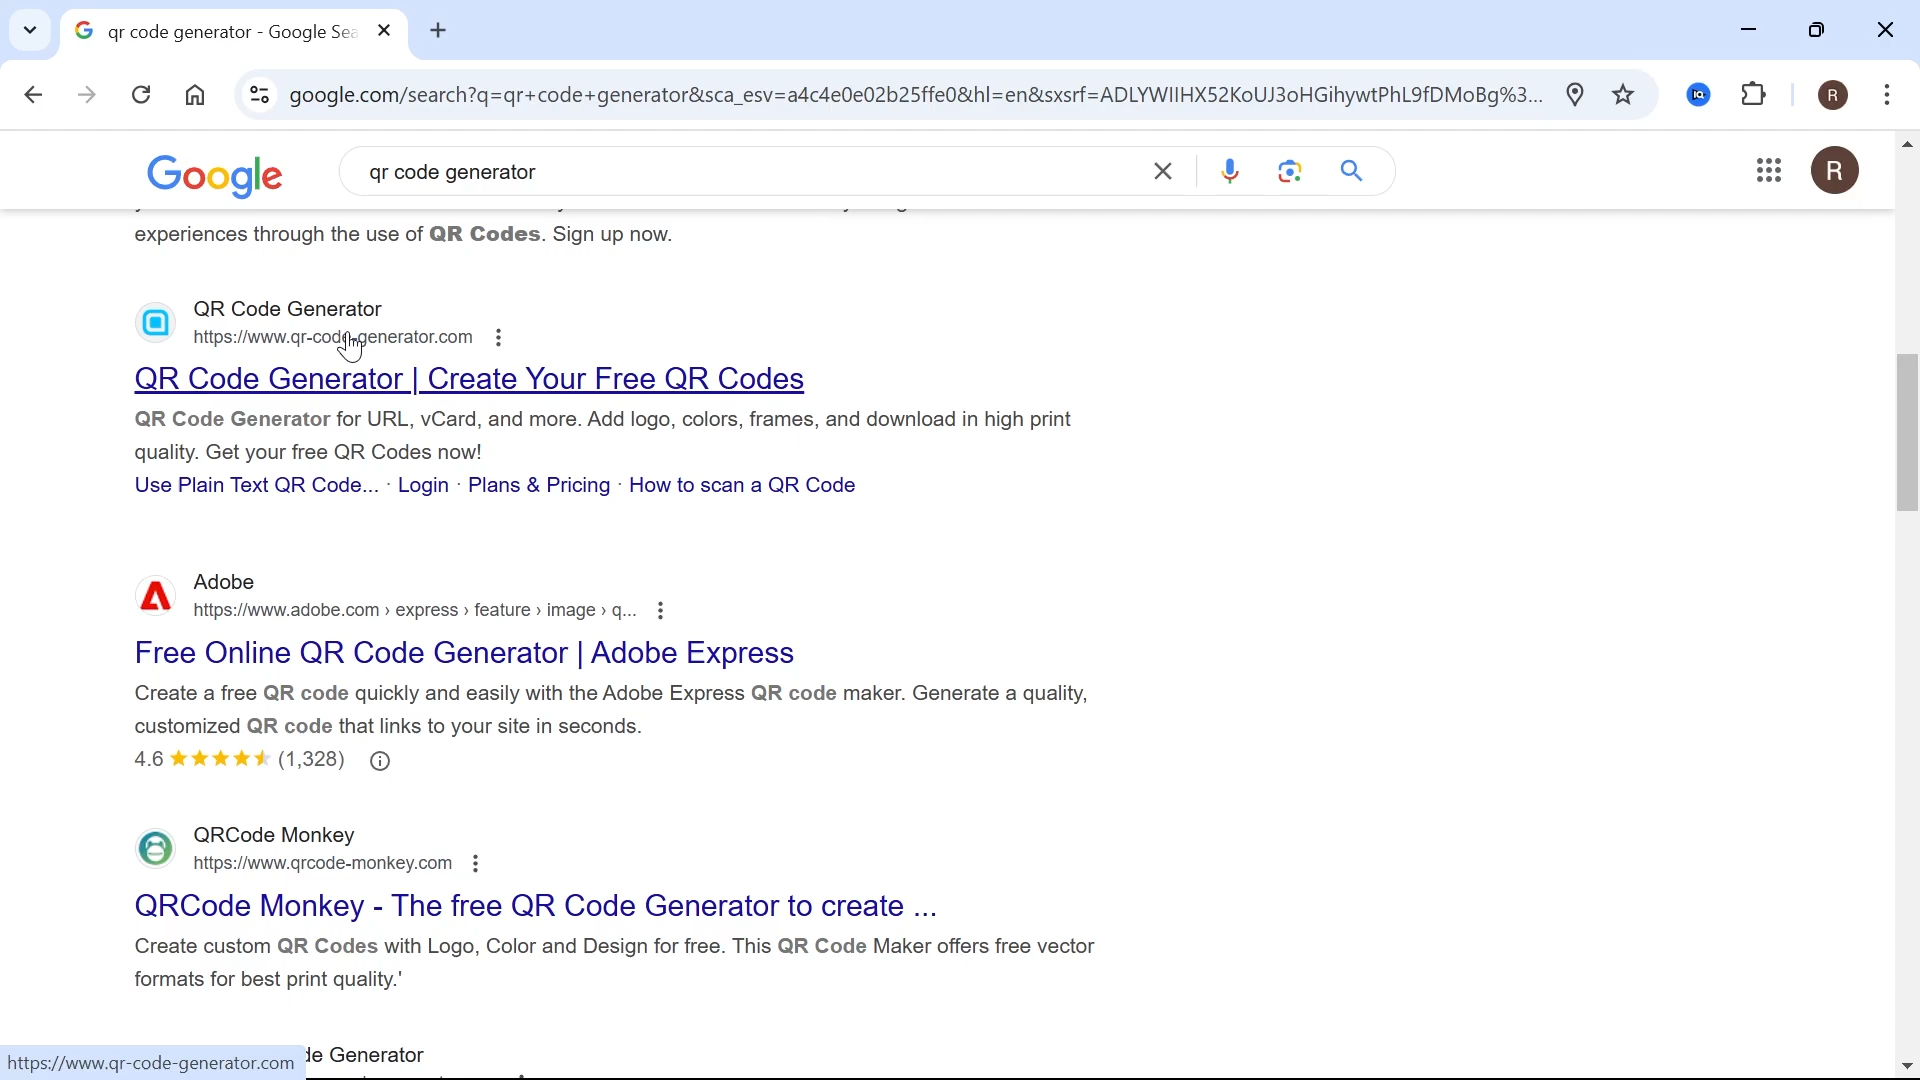 qr code generator - Google Sea
google.com/search?q=qr+code+generator&sca_esv=a4c4e0e02b25ffe0&hl=en&sxsrf=ADLYWIIHX52KoUJ3oHGihywtPhL9fDMoBg%3...
IQ
R
Google
qr code generator
R
experiences through the use of QR Codes. Sign up now.
QR Code Generator
https://www.qr-code-generator.com
QR Code Generator | Create Your Free QR Codes
QR Code Generator for URL, vCard, and more. Add logo, colors, frames, and download in high print
quality. Get your free QR Codes now!
Use Plain Text QR Code... · Login · Plans & Pricing · How to scan a QR Code
Adobe
https://www.adobe.com › express › feature › image › q...
Free Online QR Code Generator | Adobe Express
Create a free QR code quickly and easily with the Adobe Express QR code maker. Generate a quality,
customized QR code that links to your site in seconds.
4.6 ★★★★★ (1,328)
QRCode Monkey
https://www.qrcode-monkey.com
QRCode Monkey - The free QR Code Generator to create ...
Create custom QR Codes with Logo, Color and Design for free. This QR Code Maker offers free vector
formats for best print quality.'
de Generator
https://www.qr-code-generator.com